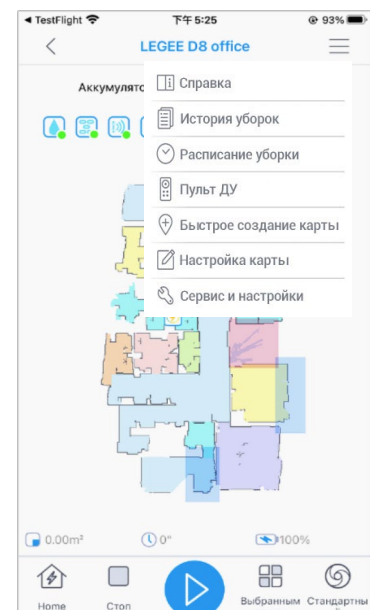 ◀ TestFlight 下午5:25 @ 93%
LEGEE D8 office
Аккумулято
Справка
История уборок
Расписание уборки
Пульт ДУ
Быстрое создание карты
Настройка карты
Сервис и настройки
0.00m² 0" 100%
Home Стоп Выбранным Стандартны